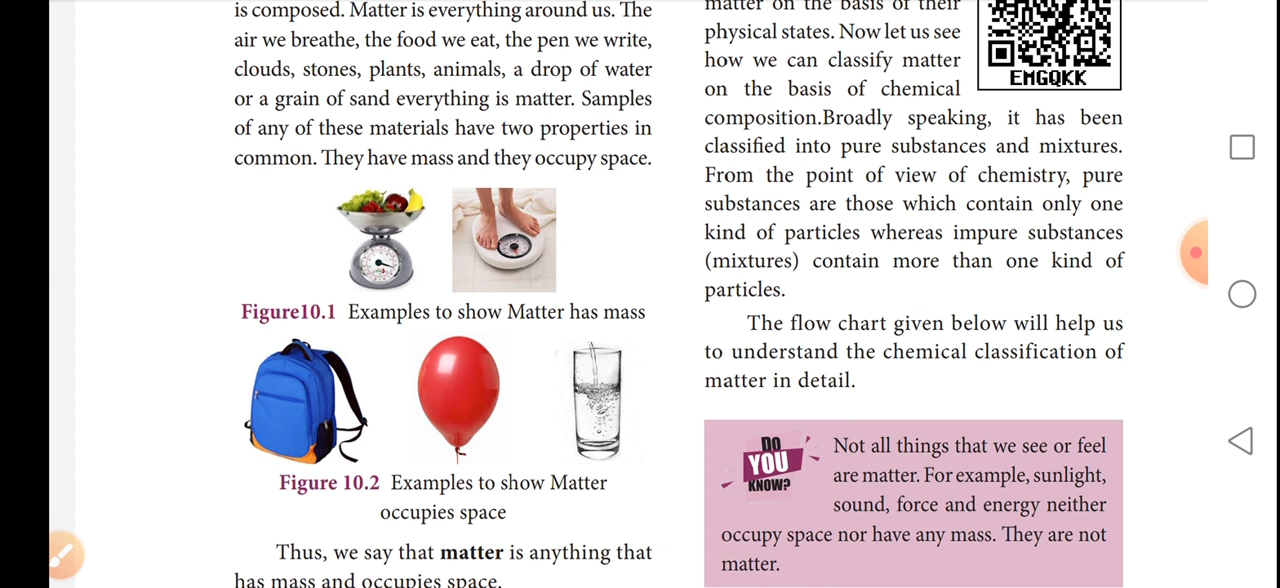 is composed. Matter is everything around us. The
air we breathe, the food we eat, the pen we write,
clouds, stones, plants, animals, a drop of water
or a grain of sand everything is matter. Samples
of any of these materials have two properties in
common. They have mass and they occupy space.
Figure10.1 Examples to show Matter has mass
Figure 10.2 Examples to show Matter
occupies space
Thus, we say that matter is anything that
has mass and occupies space.
matter on the basis of their
physical states. Now let us see
how we can classify matter
on the basis of chemical
composition.Broadly speaking, it has been
classified into pure substances and mixtures.
From the point of view of chemistry, pure
substances are those which contain only one
kind of particles whereas impure substances
(mixtures) contain more than one kind of
particles.
EMGQKK
The flow chart given below will help us
to understand the chemical classification of
matter in detail.
DO
YOU
KNOW?
Not all things that we see or feel
are matter. For example, sunlight,
sound, force and energy neither
occupy space nor have any mass. They are not
matter.